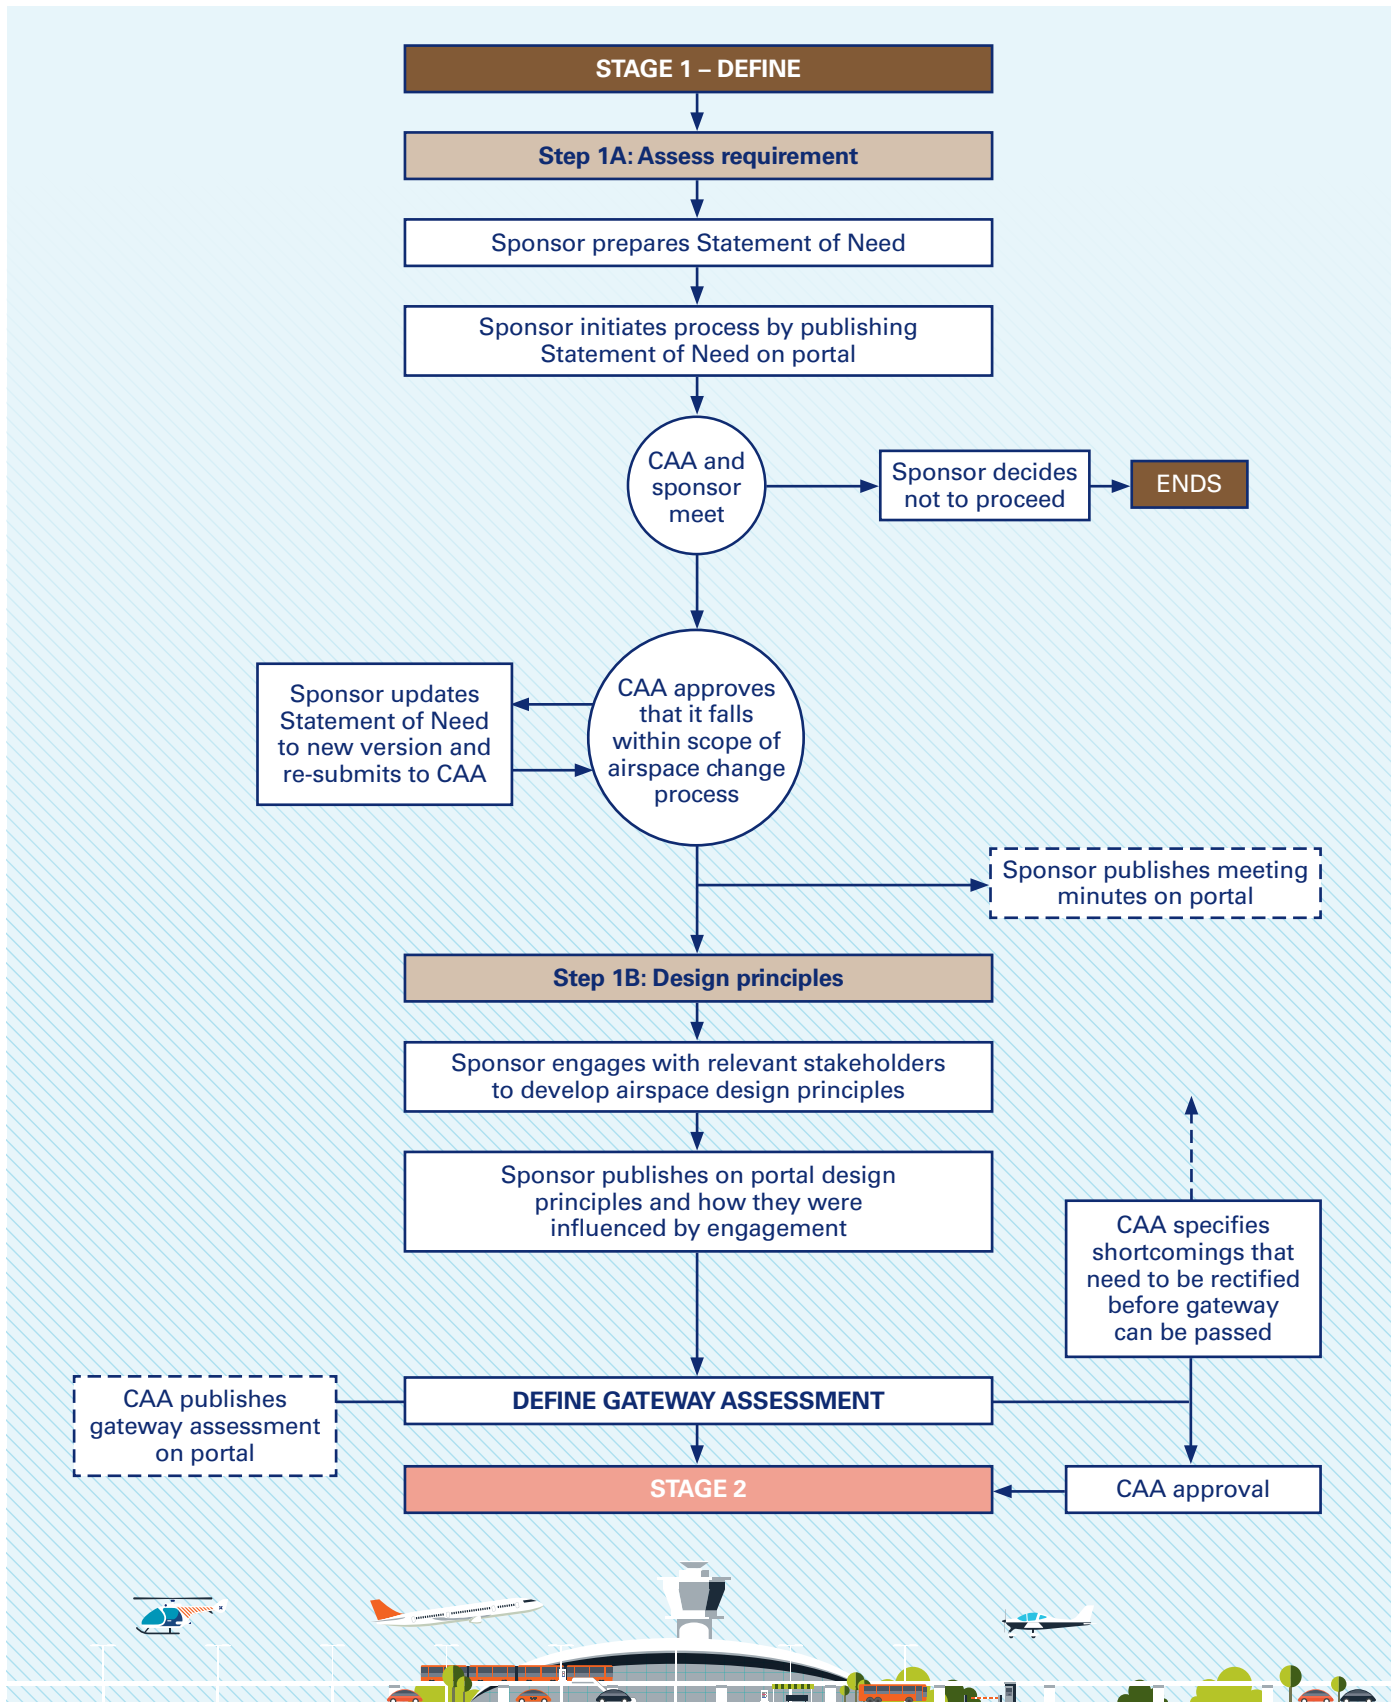 STAGE 1 – DEFINE
Step 1A: Assess requirement
Sponsor prepares Statement of Need
Sponsor initiates process by publishing
Statement of Need on portal
CAA and
sponsor
meet
Sponsor decides
not to proceed
ENDS
Sponsor updates
Statement of Need
to new version and
re-submits to CAA
CAA approves
that it falls
within scope of
airspace change
process
Sponsor publishes meeting
minutes on portal
Step 1B: Design principles
Sponsor engages with relevant stakeholders
to develop airspace design principles
Sponsor publishes on portal design
principles and how they were
influenced by engagement
CAA specifies
shortcomings that
need to be rectified
before gateway
can be passed
CAA publishes
gateway assessment
on portal
DEFINE GATEWAY ASSESSMENT
STAGE 2
CAA approval